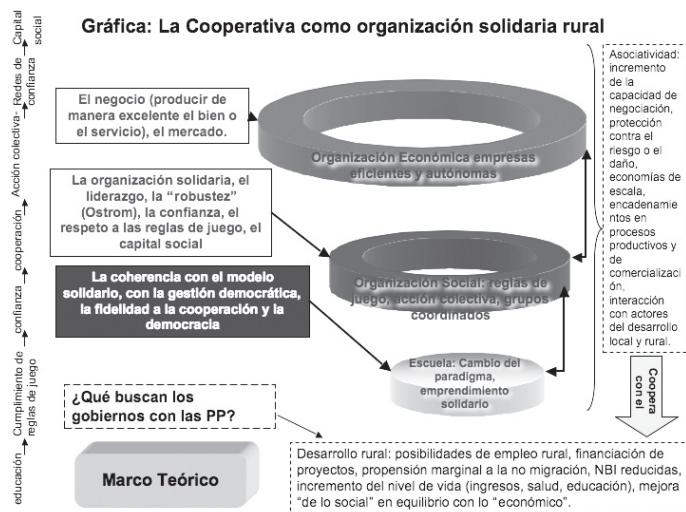 Gráfica: La Cooperativa como organización solidaria rural
educación
Cumplimiento de
reglas de juego
confianza
cooperación
Acción colectiva-
Redes de
confianza
Capital
social
El negocio (producir de
manera excelente el bien o
el servicio), el mercado.
Organización Económica empresas
eficientes y autónomas
La organización solidaria, el
liderazgo, la “robustez”
(Ostrom), la confianza, el
respeto a las reglas de juego, el
capital social
Organización Social: reglas de
juego, acción colectiva, grupos
coordinados
La coherencia con el modelo
solidario, con la gestión democrática,
la fidelidad a la cooperación y la
democracia
Escuela: Cambio del
paradigma,
emprendimiento
solidario
Asociatividad:
incremento
de la
capacidad de
negociación,
protección
contra el
riesgo o el
daño,
economías de
escala,
encadenamie
ntos en
procesos
productivos y
de
comercializaci
ón,
interacción
con actores
del desarrollo
local y rural.
Coopera
con el
¿Qué buscan los
gobiernos con las PP?
Marco Teórico
Desarrollo rural: posibilidades de empleo rural, financiación de
proyectos, propensión marginal a la no migración, NBI reducidas,
incremento del nivel de vida (ingresos, salud, educación), mejora
“de lo social” en equilibrio con lo “económico”.